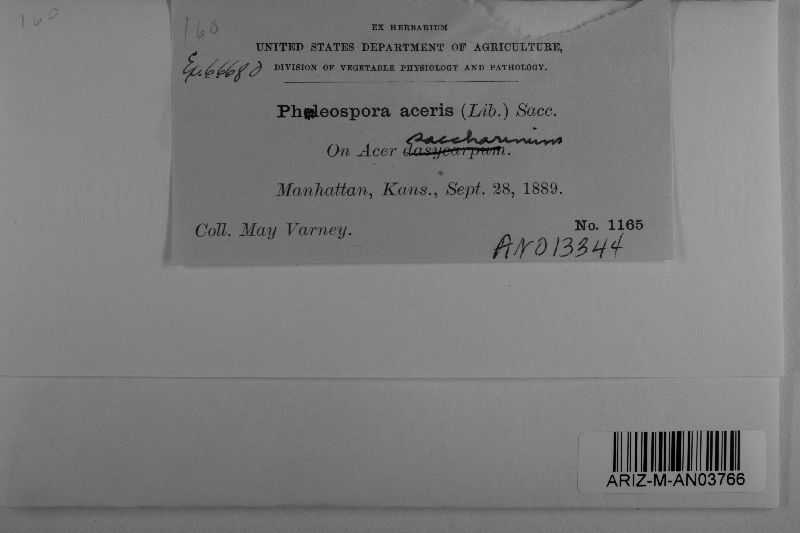 160
160
EX HERBARIUM
UNITED STATES DEPARTMENT OF AGRICULTURE,
DIVISION OF VEGETABLE PHYSIOLOGY AND PATHOLOGY.
Phleospora aceris (Lib.) Sacc.
saccharinum
On Acer dasycarpum.
Manhattan, Kans., Sept. 28, 1889.
Coll. May Varney.
No. 1165
AN013344
ARIZ-M-AN03766